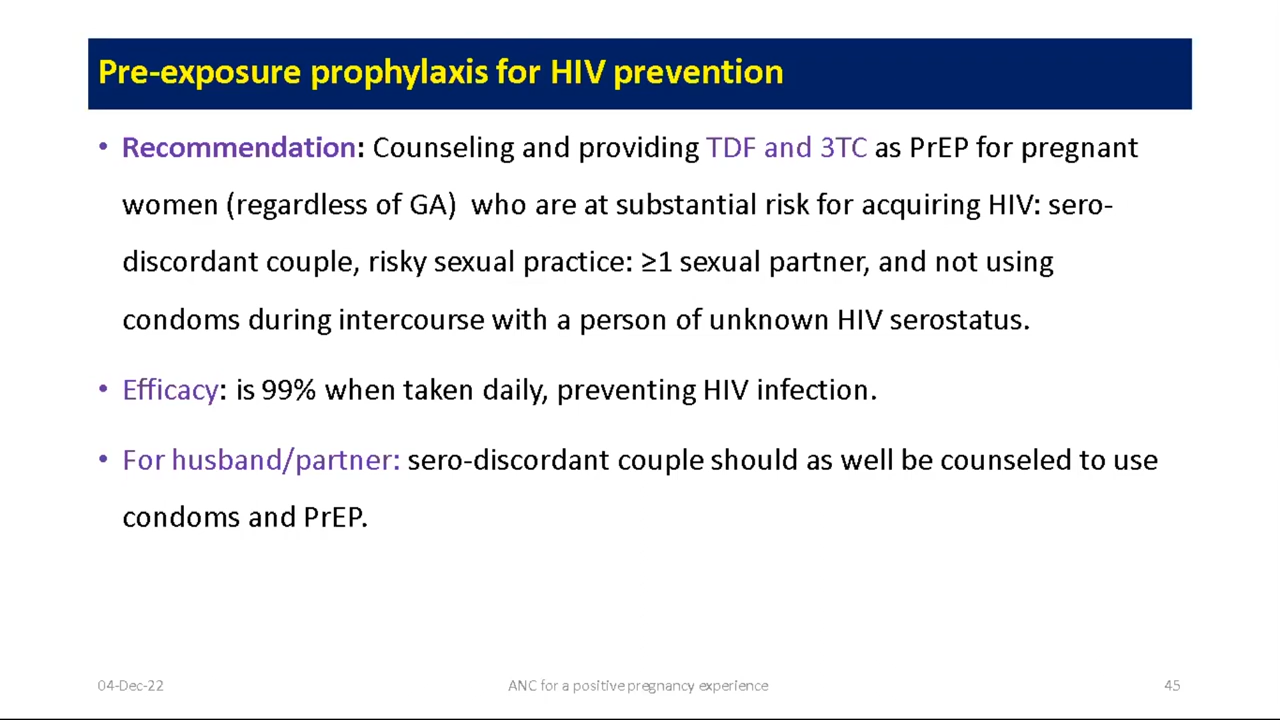 Pre-exposure prophylaxis for HIV prevention
• Recommendation: Counseling and providing TDF and 3TC as PrEP for pregnant
women (regardless of GA) who are at substantial risk for acquiring HIV: sero-
discordant couple, risky sexual practice: ≥1 sexual partner, and not using
condoms during intercourse with a person of unknown HIV serostatus.
• Efficacy: is 99% when taken daily, preventing HIV infection.
• For husband/partner: sero-discordant couple should as well be counseled to use
condoms and PrEP.
04-Dec-22 ANC for a positive pregnancy experience 45